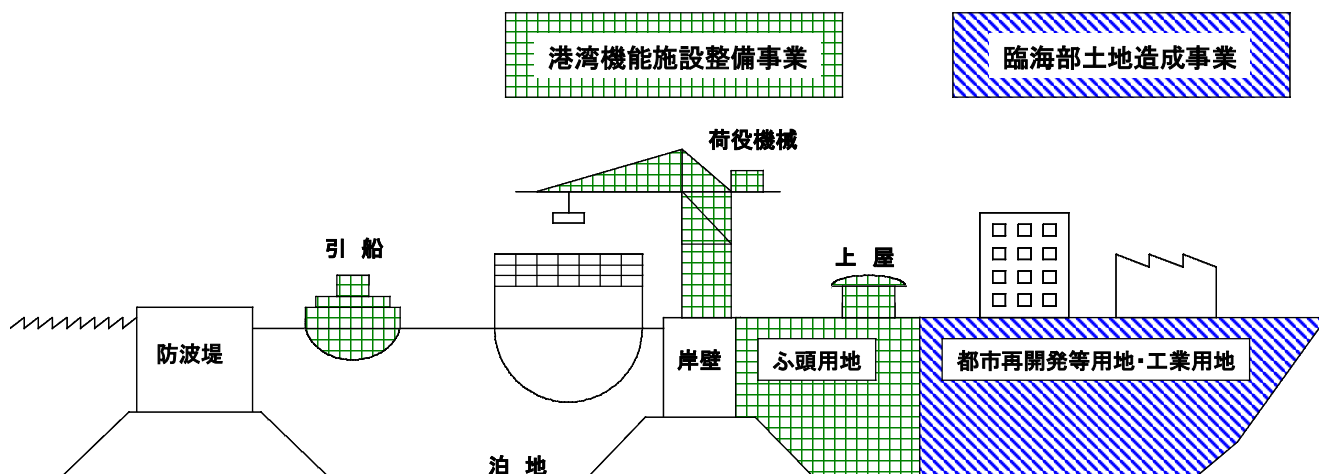 港湾機能施設整備事業
臨海部土地造成事業
荷役機械
引 船
上 屋
防波堤
岸壁
ふ頭用地
都市再開発等用地・工業用地
泊 地